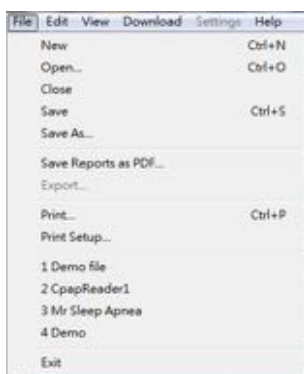 File Edit View Download Settings Help
New Ctrl+N
Open... Ctrl+O
Close
Save Ctrl+S
Save As...
Save Reports as PDF...
Export...
Print... Ctrl+P
Print Setup...
1 Demo file
2 CpapReader1
3 Mr Sleep Apnea
4 Demo
Exit